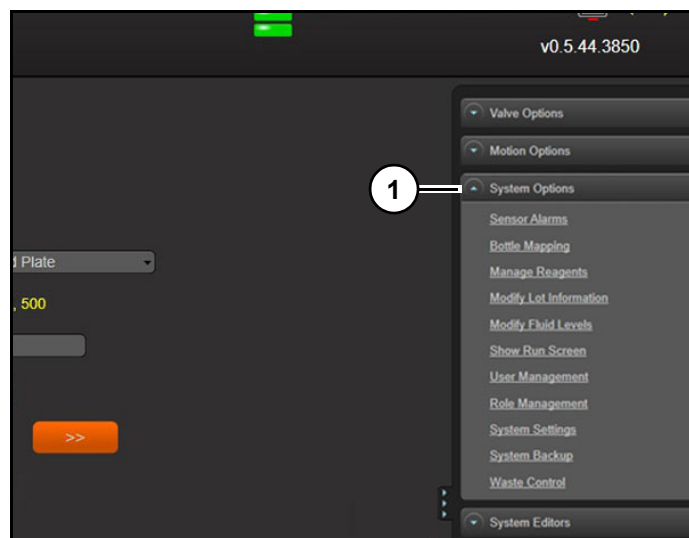 v0.5.44.3850
Valve Options
Motion Options
1
System Options
Sensor Alarms
Bottle Mapping
d Plate
Manage Reagents
, 500
Modify Lot Information
Modify Fluid Levels
Show Run Screen
User Management
Role Management
>>
System Settings
System Backup
Waste Control
System Editors